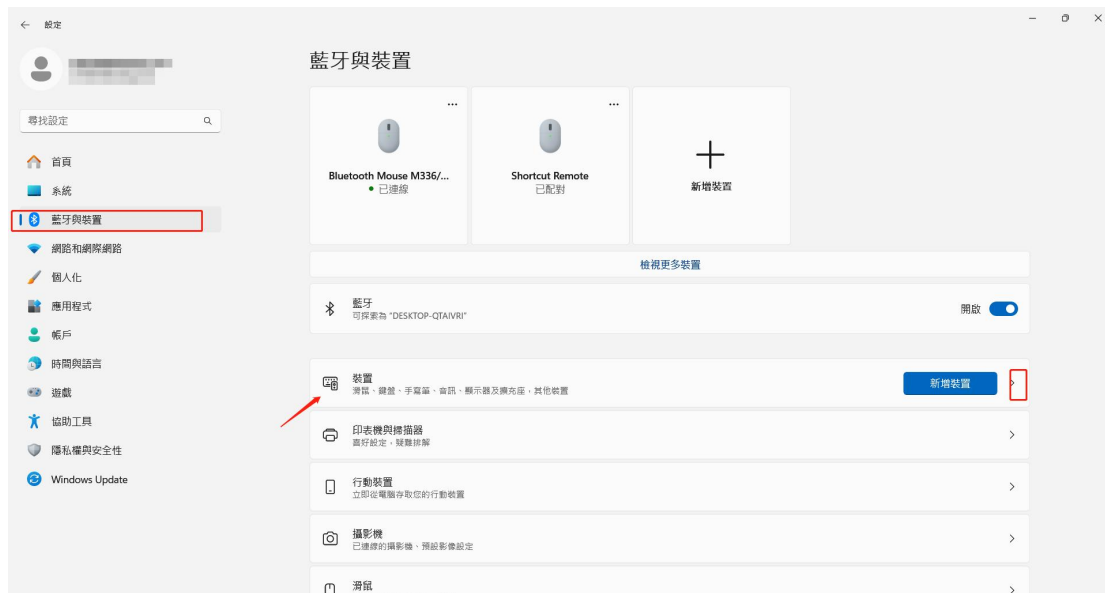 設定
藍牙與裝置
尋找設定
首頁
系統
藍牙與裝置
網路和網際網路
個人化
應用程式
帳戶
時間與語言
遊戲
協助工具
隱私權與安全性
Windows Update
Bluetooth Mouse M336/...
已連線
Shortcut Remote
已配對
新增裝置
檢視更多裝置
藍牙
可探索為 "DESKTOP-QTAIVRI"
開啟
裝置
滑鼠、鍵盤、手寫筆、音訊、顯示器及擴充座，其他裝置
新增裝置
印表機與掃描器
喜好設定，疑難排解
行動裝置
立即從電腦存取您的行動裝置
攝影機
已連線的攝影機、預設影像設定
滑鼠